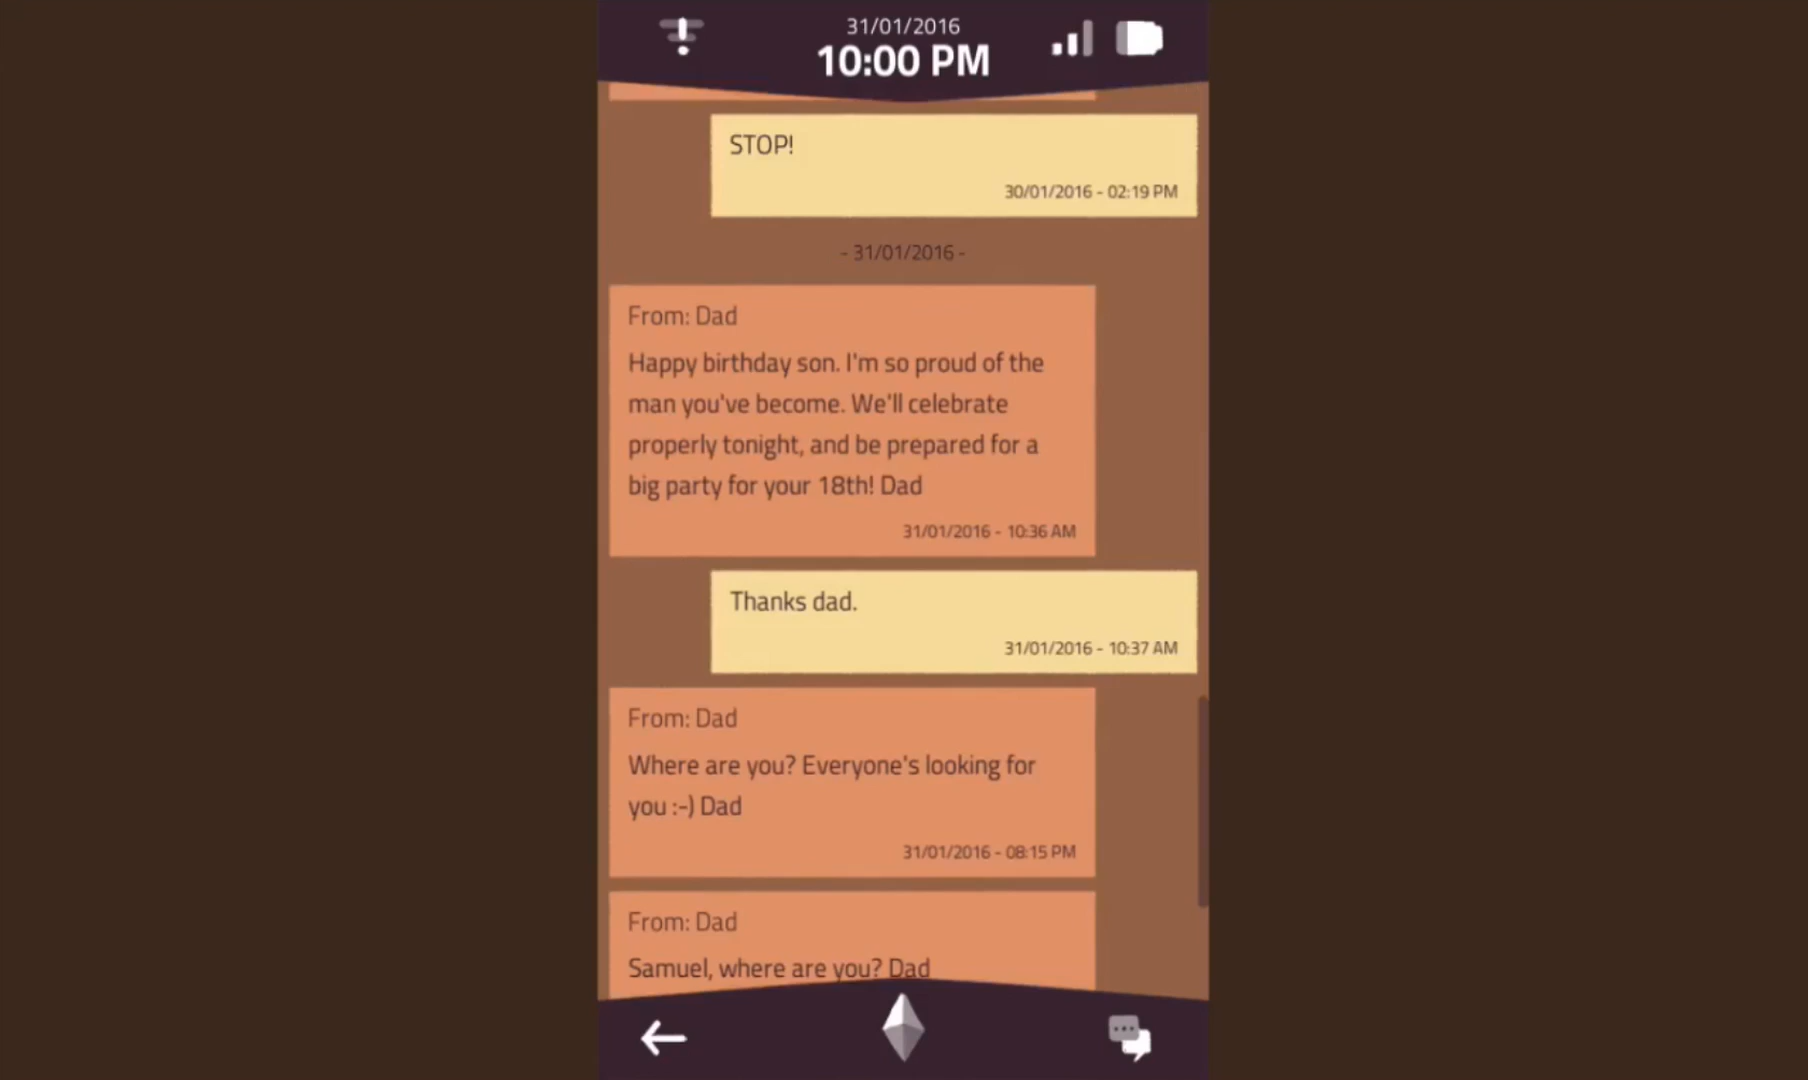 31/01/2016
10:00 PM
STOP!
30/01/2016 - 02:19 PM
- 31/01/2016 -
From: Dad
Happy birthday son. I'm so proud of the
man you've become. We'll celebrate
properly tonight, and be prepared for a
big party for your 18th! Dad
31/01/2016 - 10:36 AM
Thanks dad.
31/01/2016 - 10:37 AM
From: Dad
Where are you? Everyone's looking for
you :-) Dad
31/01/2016 - 08:15 PM
From: Dad
Samuel, where are you? Dad